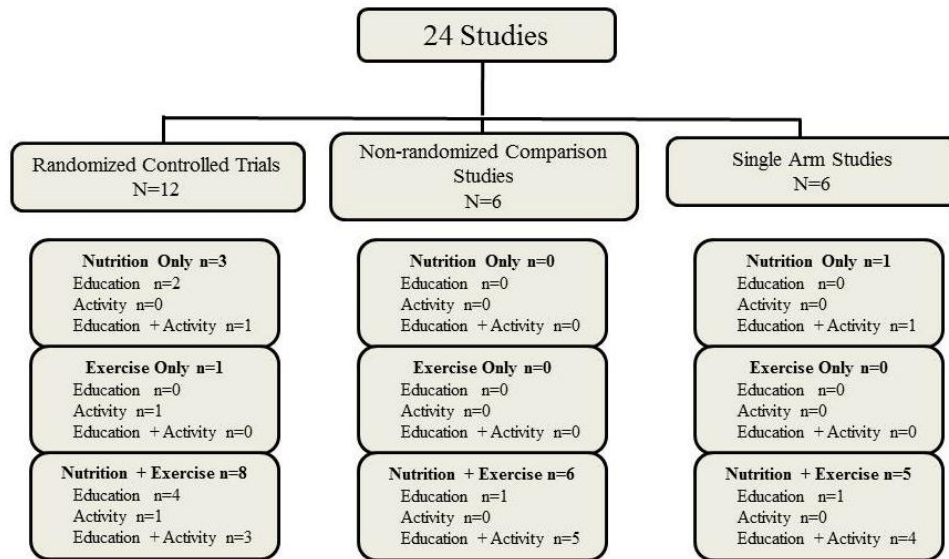 24 Studies
Randomized Controlled Trials
N=12
Non-randomized Comparison
Studies
N=6
Single Arm Studies
N=6
Nutrition Only n=3
Education n=2
Activity n=0
Education + Activity n=1
Exercise Only n=1
Education n=0
Activity n=1
Education + Activity n=0
Nutrition + Exercise n=8
Education n=4
Activity n=1
Education + Activity n=3
Nutrition Only n=0
Education n=0
Activity n=0
Education + Activity n=0
Exercise Only n=0
Education n=0
Activity n=0
Education + Activity n=0
Nutrition + Exercise n=6
Education n=1
Activity n=0
Education + Activity n=5
Nutrition Only n=1
Education n=0
Activity n=0
Education + Activity n=1
Exercise Only n=0
Education n=0
Activity n=0
Education + Activity n=0
Nutrition + Exercise n=5
Education n=1
Activity n=0
Education + Activity n=4